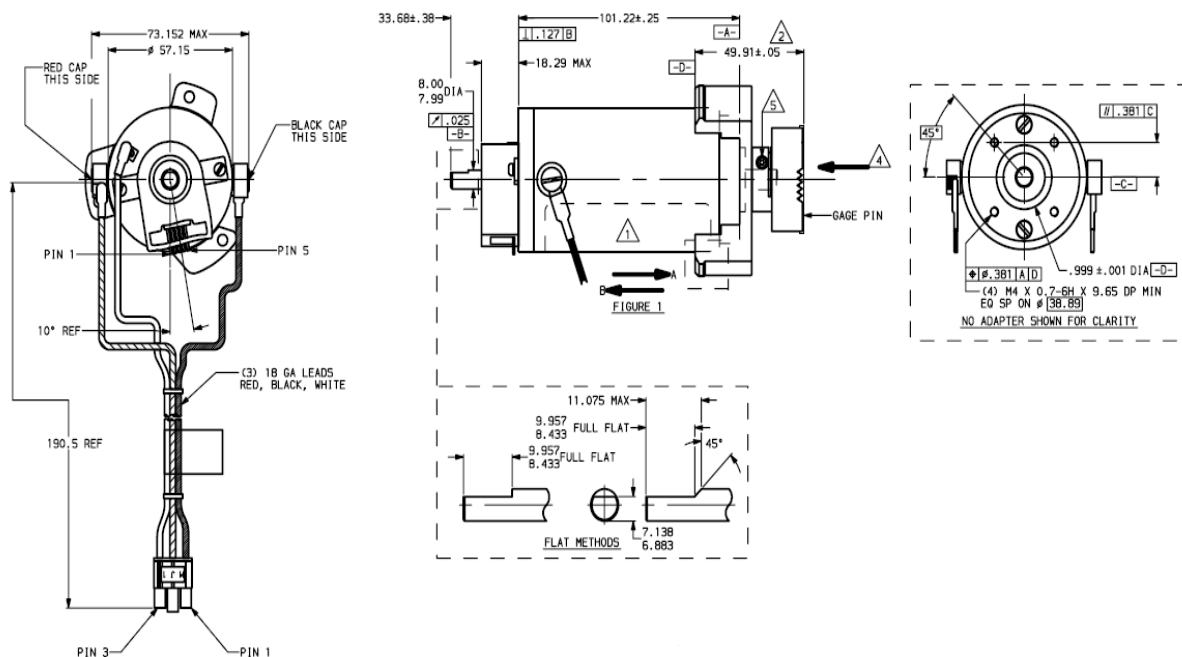 73.152 MAX
ø 57.15
RED CAP
THIS SIDE
BLACK CAP
THIS SIDE
PIN 1
PIN 5
10° REF
(3) 18 GA LEADS
RED, BLACK, WHITE
190.5 REF
PIN 3
PIN 1
33.68±.38
101.22±.25
-A-
⊥ .127 B
2
49.91±.05
-D-
18.29 MAX
8.00
7.99 DIA
↗ .025
-B-
5
4
GAGE PIN
1
A
B
FIGURE 1
11.075 MAX
9.957
8.433 FULL FLAT
45°
9.957
8.433 FULL FLAT
7.138
6.883
FLAT METHODS
45°
// .381 C
-C-
⌖ ø.381 A D
.999 ±.001 DIA -D-
(4) M4 X 0.7-6H X 9.65 DP MIN
EQ SP ON ø 38.89
NO ADAPTER SHOWN FOR CLARITY